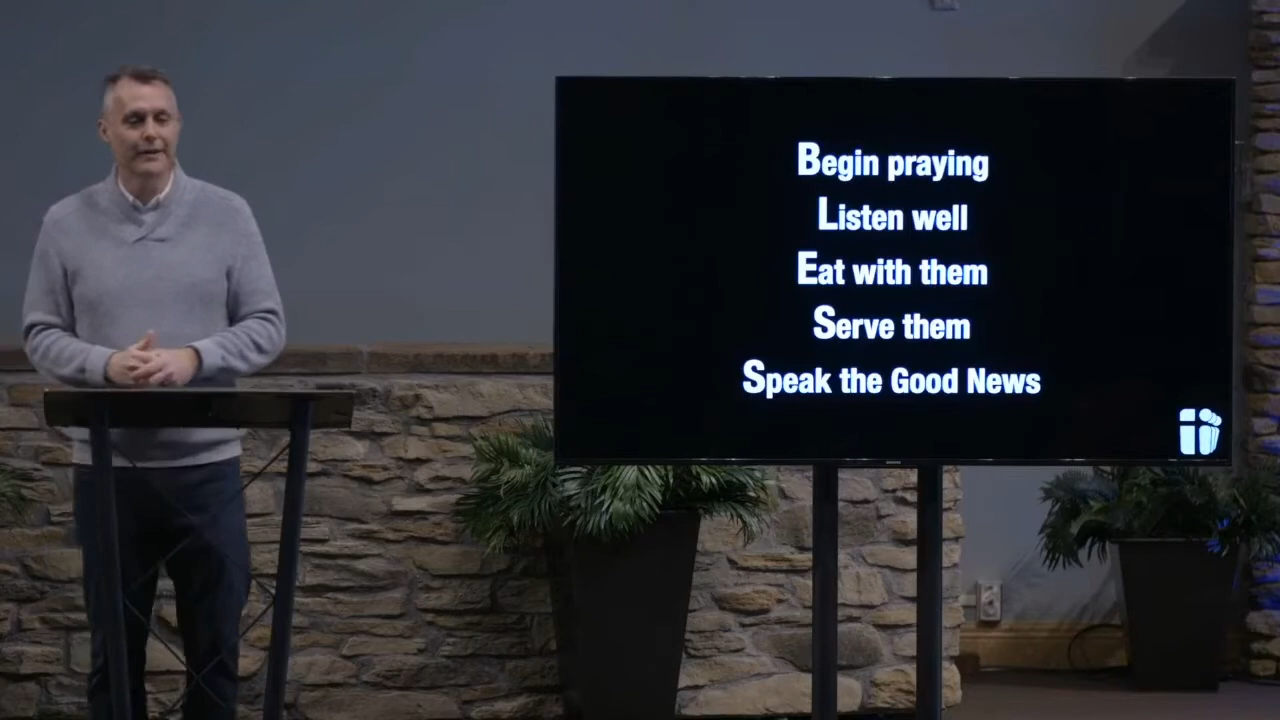 Begin praying
Listen well
Eat with them
Serve them
Speak the Good News